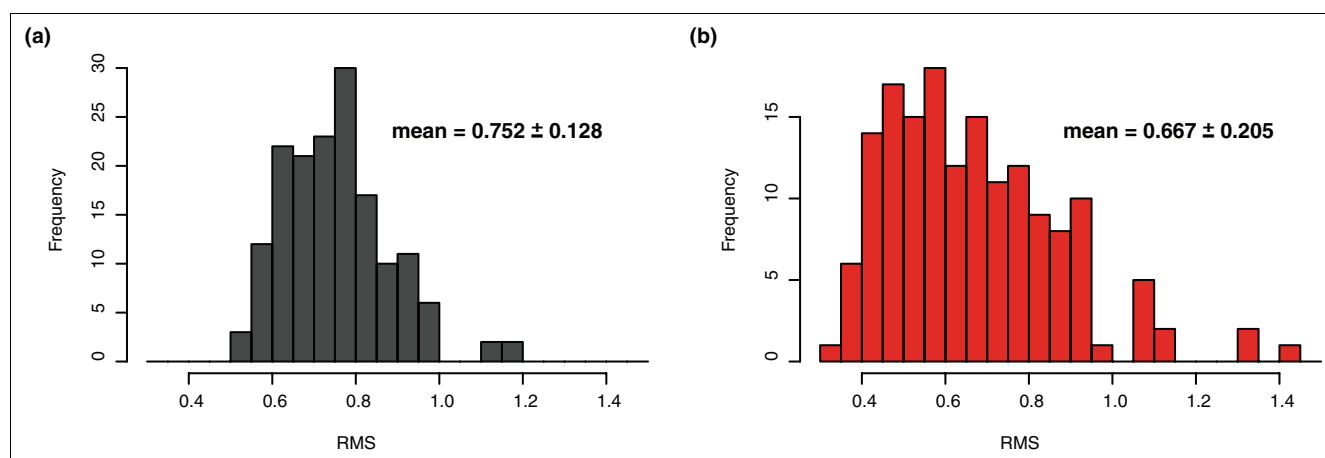 (a)
mean = 0.752 ± 0.128
Frequency
0 5 10 15 20 25 30
0.4 0.6 0.8 1.0 1.2 1.4
RMS
(b)
mean = 0.667 ± 0.205
Frequency
0 5 10 15
0.4 0.6 0.8 1.0 1.2 1.4
RMS